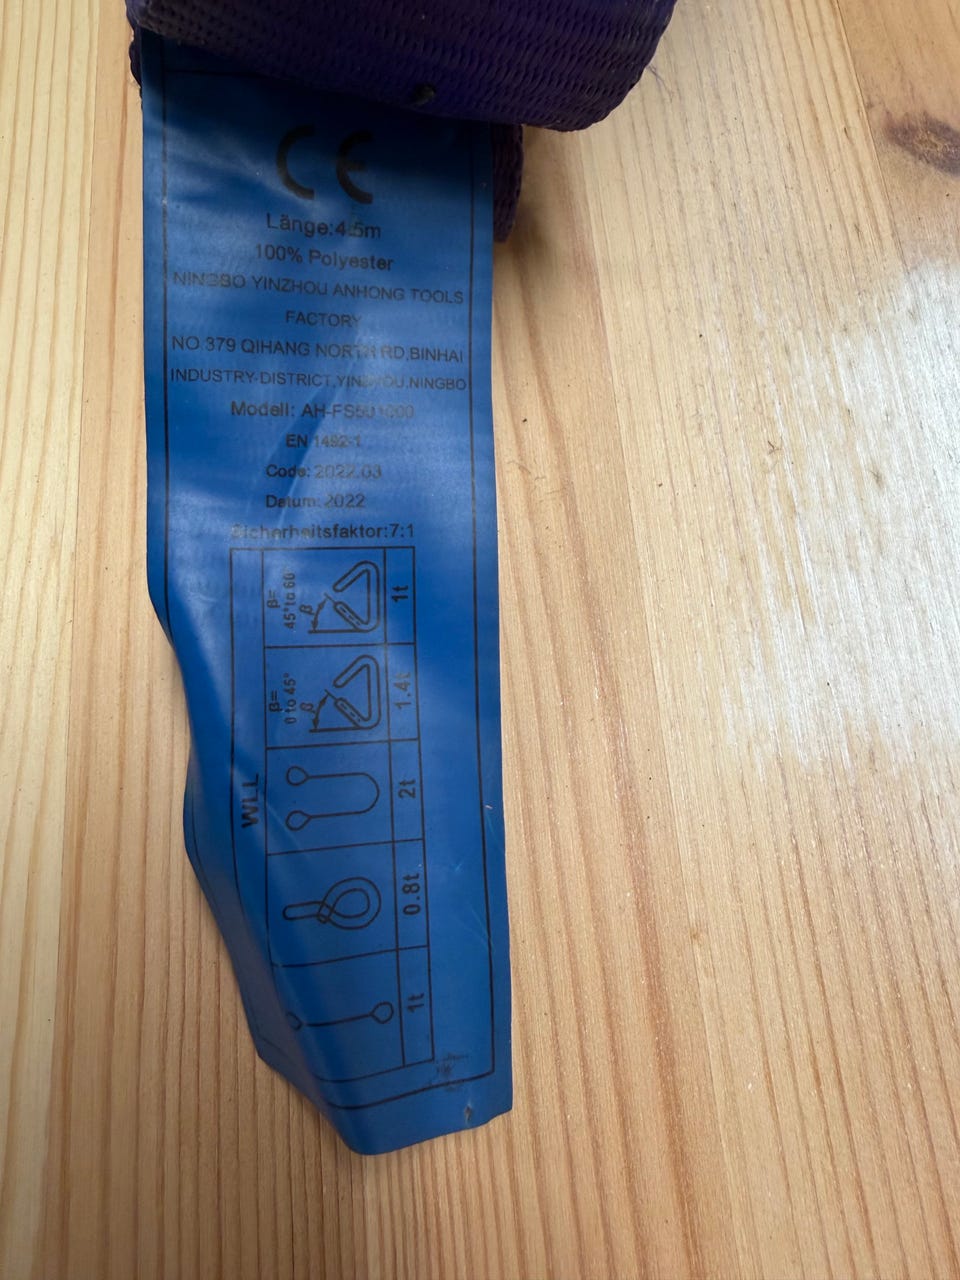 CE
Länge:4.5m
100% Polyester
NINGBO YINZHOU ANHONG TOOLS
FACTORY
NO.379 QIHANG NORTH RD,BINHAI
INDUSTRY-DISTRICT,YINZHOU,NINGBO
Modell: AH-FS501000
EN 1492-1
Code: 2022.03
Datum: 2022
Sicherheitsfaktor:7:1
WLL
1t
0.8t
2t
β=
0 to 45°
β
1.4t
β=
45°to 60°
β
1t